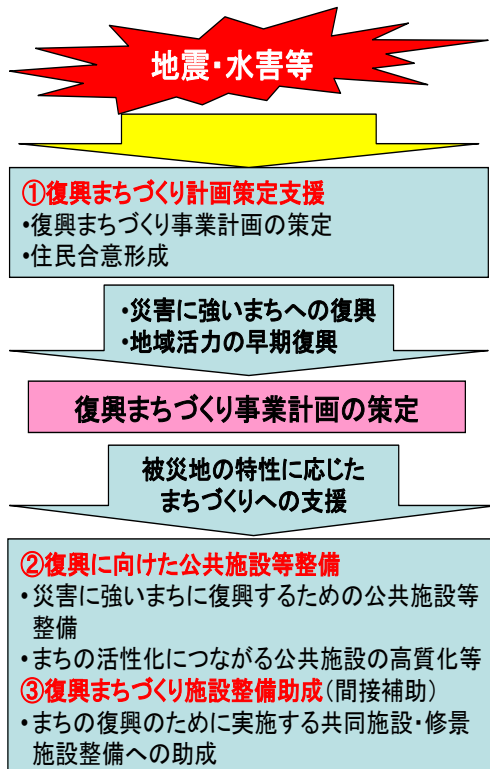 地震・水害等
①復興まちづくり計画策定支援
・復興まちづくり事業計画の策定
・住民合意形成
・災害に強いまちへの復興
・地域活力の早期復興
復興まちづくり事業計画の策定
被災地の特性に応じた
まちづくりへの支援
②復興に向けた公共施設等整備
・災害に強いまちに復興するための公共施設等
整備
・まちの活性化につながる公共施設の高質化等
③復興まちづくり施設整備助成(間接補助)
・まちの復興のために実施する共同施設・修景
施設整備への助成